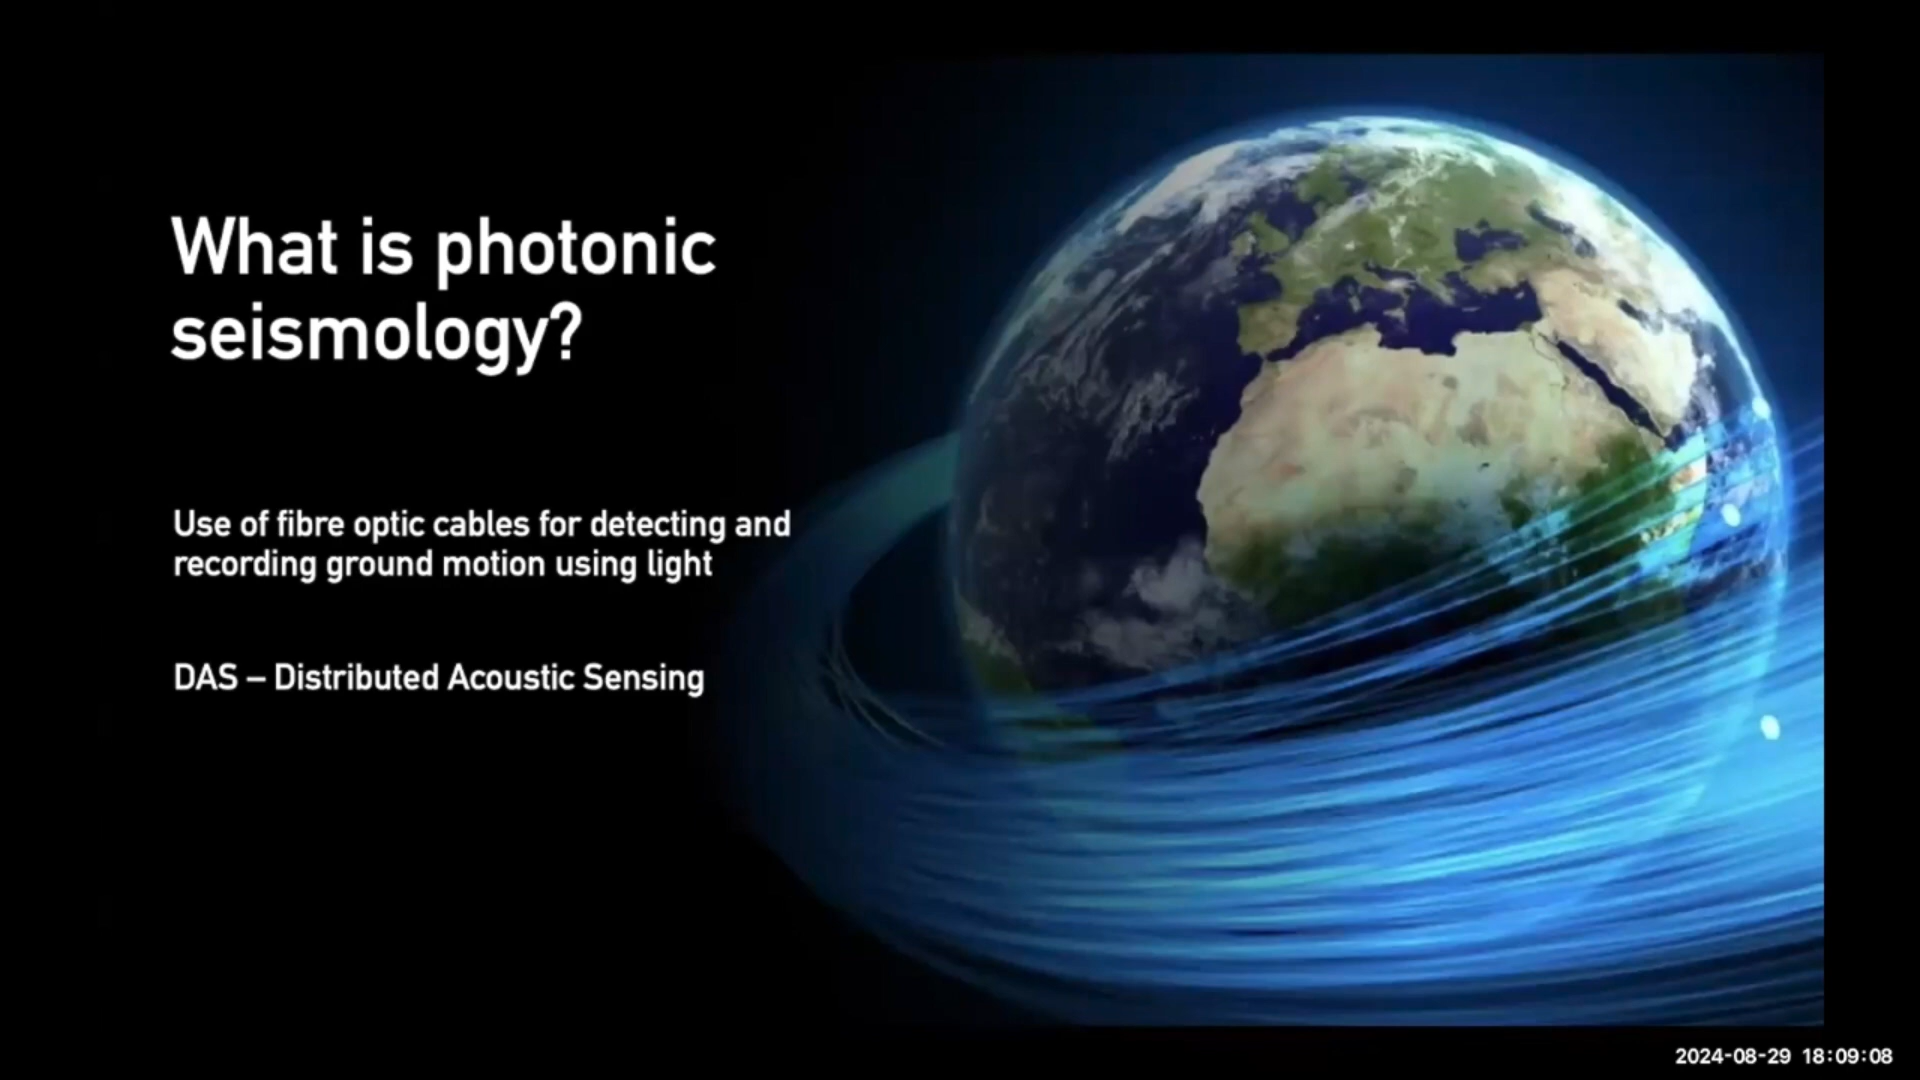 What is photonic
seismology?
Use of fibre optic cables for detecting and
recording ground motion using light
DAS – Distributed Acoustic Sensing
2024-08-29 18:09:08